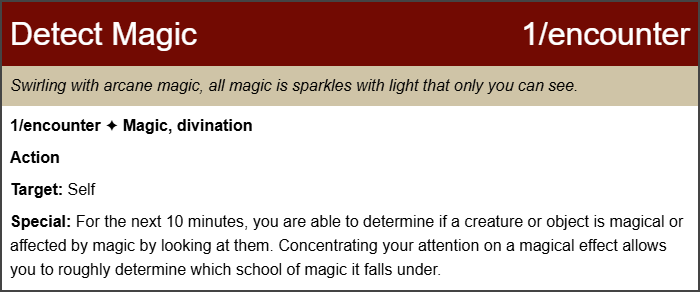 Detect Magic 1/encounter
Swirling with arcane magic, all magic is sparkles with light that only you can see.
1/encounter ✦ Magic, divination
Action
Target: Self
Special: For the next 10 minutes, you are able to determine if a creature or object is magical or
affected by magic by looking at them. Concentrating your attention on a magical effect allows
you to roughly determine which school of magic it falls under.